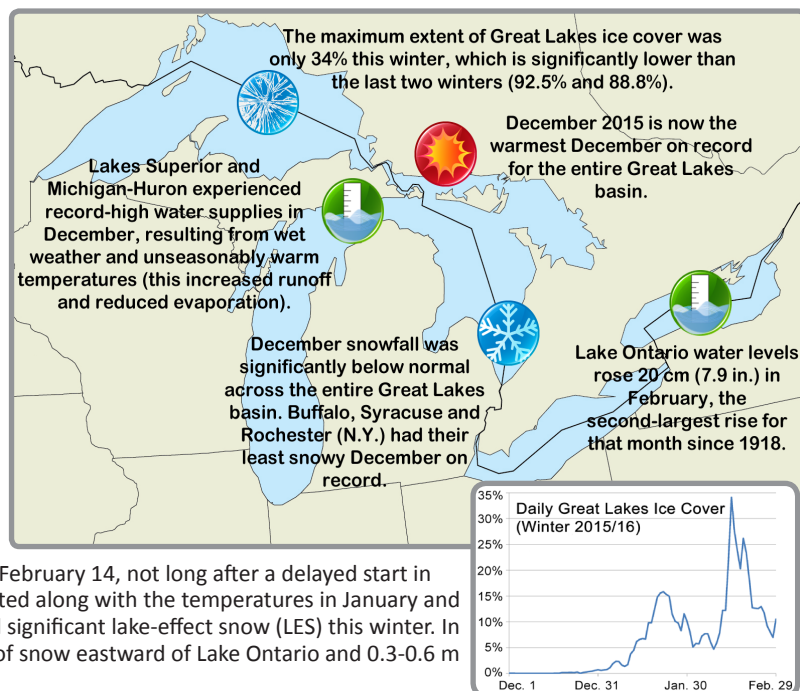 The maximum extent of Great Lakes ice cover was
only 34% this winter, which is significantly lower than
the last two winters (92.5% and 88.8%).
December 2015 is now the
warmest December on record
for the entire Great Lakes
basin.
Lakes Superior and
Michigan-Huron experienced
record-high water supplies in
December, resulting from wet
weather and unseasonably warm
temperatures (this increased runoff
and reduced evaporation).
December snowfall was
significantly below normal
across the entire Great Lakes
basin. Buffalo, Syracuse and
Rochester (N.Y.) had their
least snowy December on
record.
Lake Ontario water levels
rose 20 cm (7.9 in.) in
February, the
second-largest rise for
that month since 1918.
Daily Great Lakes Ice Cover
(Winter 2015/16)
35%
30%
25%
20%
15%
10%
5%
0%
Dec. 1 Dec. 31 Jan. 30 Feb. 29
February 14, not long after a delayed start in
ted along with the temperatures in January and
significant lake-effect snow (LES) this winter. In
of snow eastward of Lake Ontario and 0.3-0.6 m